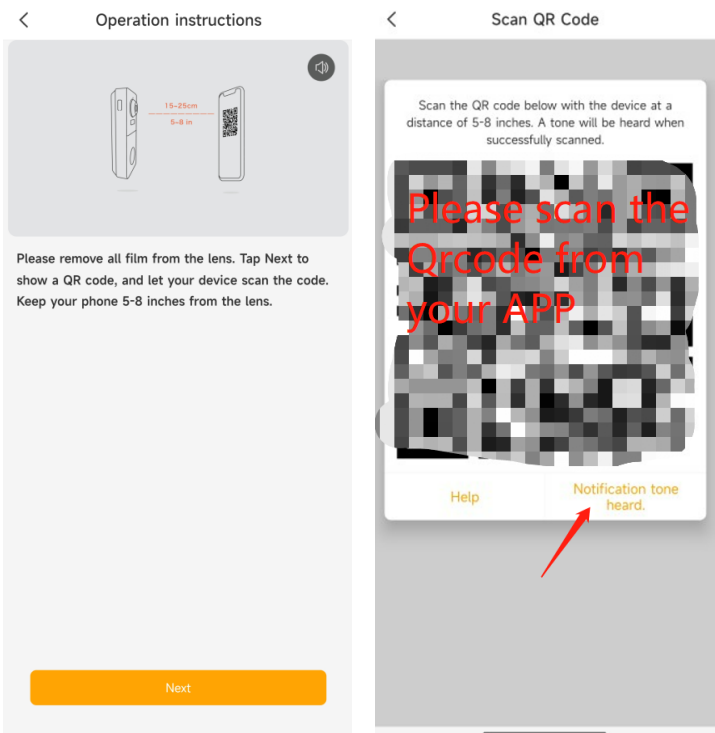 Operation instructions
15-25cm
5-8 in
Please remove all film from the lens. Tap Next to
show a QR code, and let your device scan the code.
Keep your phone 5-8 inches from the lens.
Next
Scan QR Code
Scan the QR code below with the device at a
distance of 5-8 inches. A tone will be heard when
successfully scanned.
Please scan the
Qrcode from
your APP
Help
Notification tone
heard.